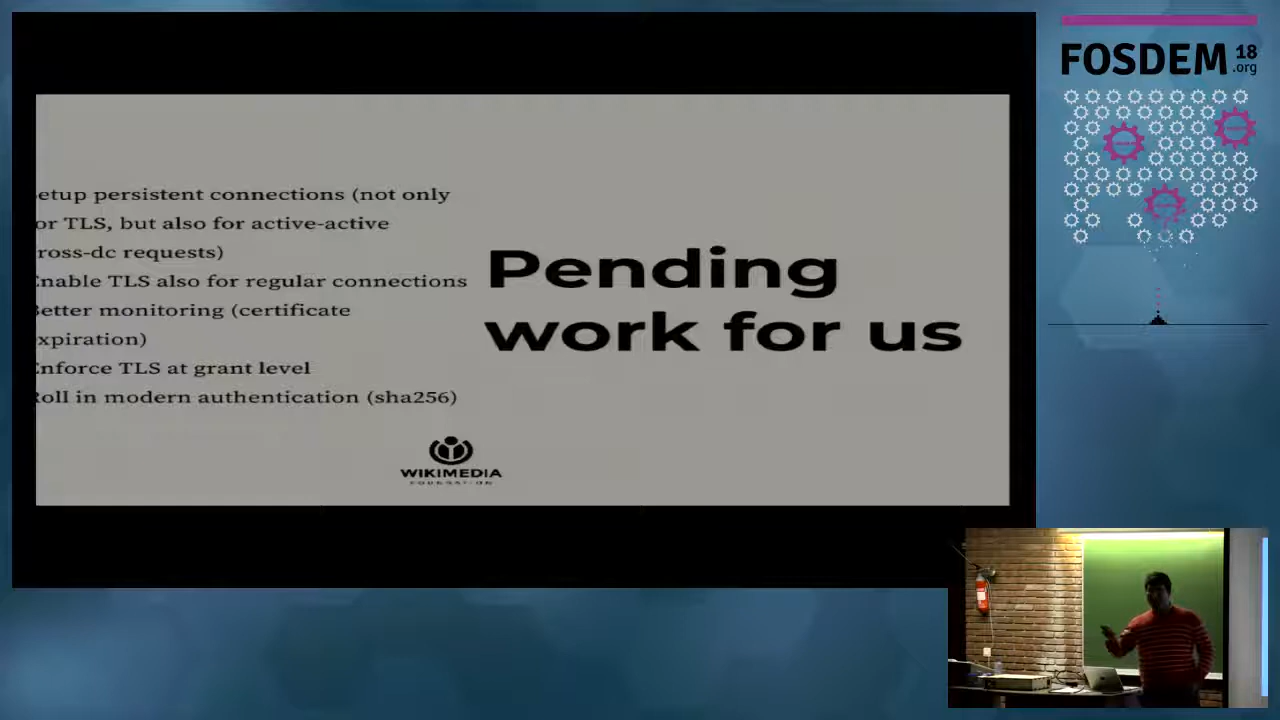 etup persistent connections (not only
or TLS, but also for active-active
ross-dc requests)
nable TLS also for regular connections
etter monitoring (certificate
xpiration)
nforce TLS at grant level
oll in modern authentication (sha256)
Pending
work for us
WIKIMEDIA
FOUNDATION
FOSDEM 18
.org